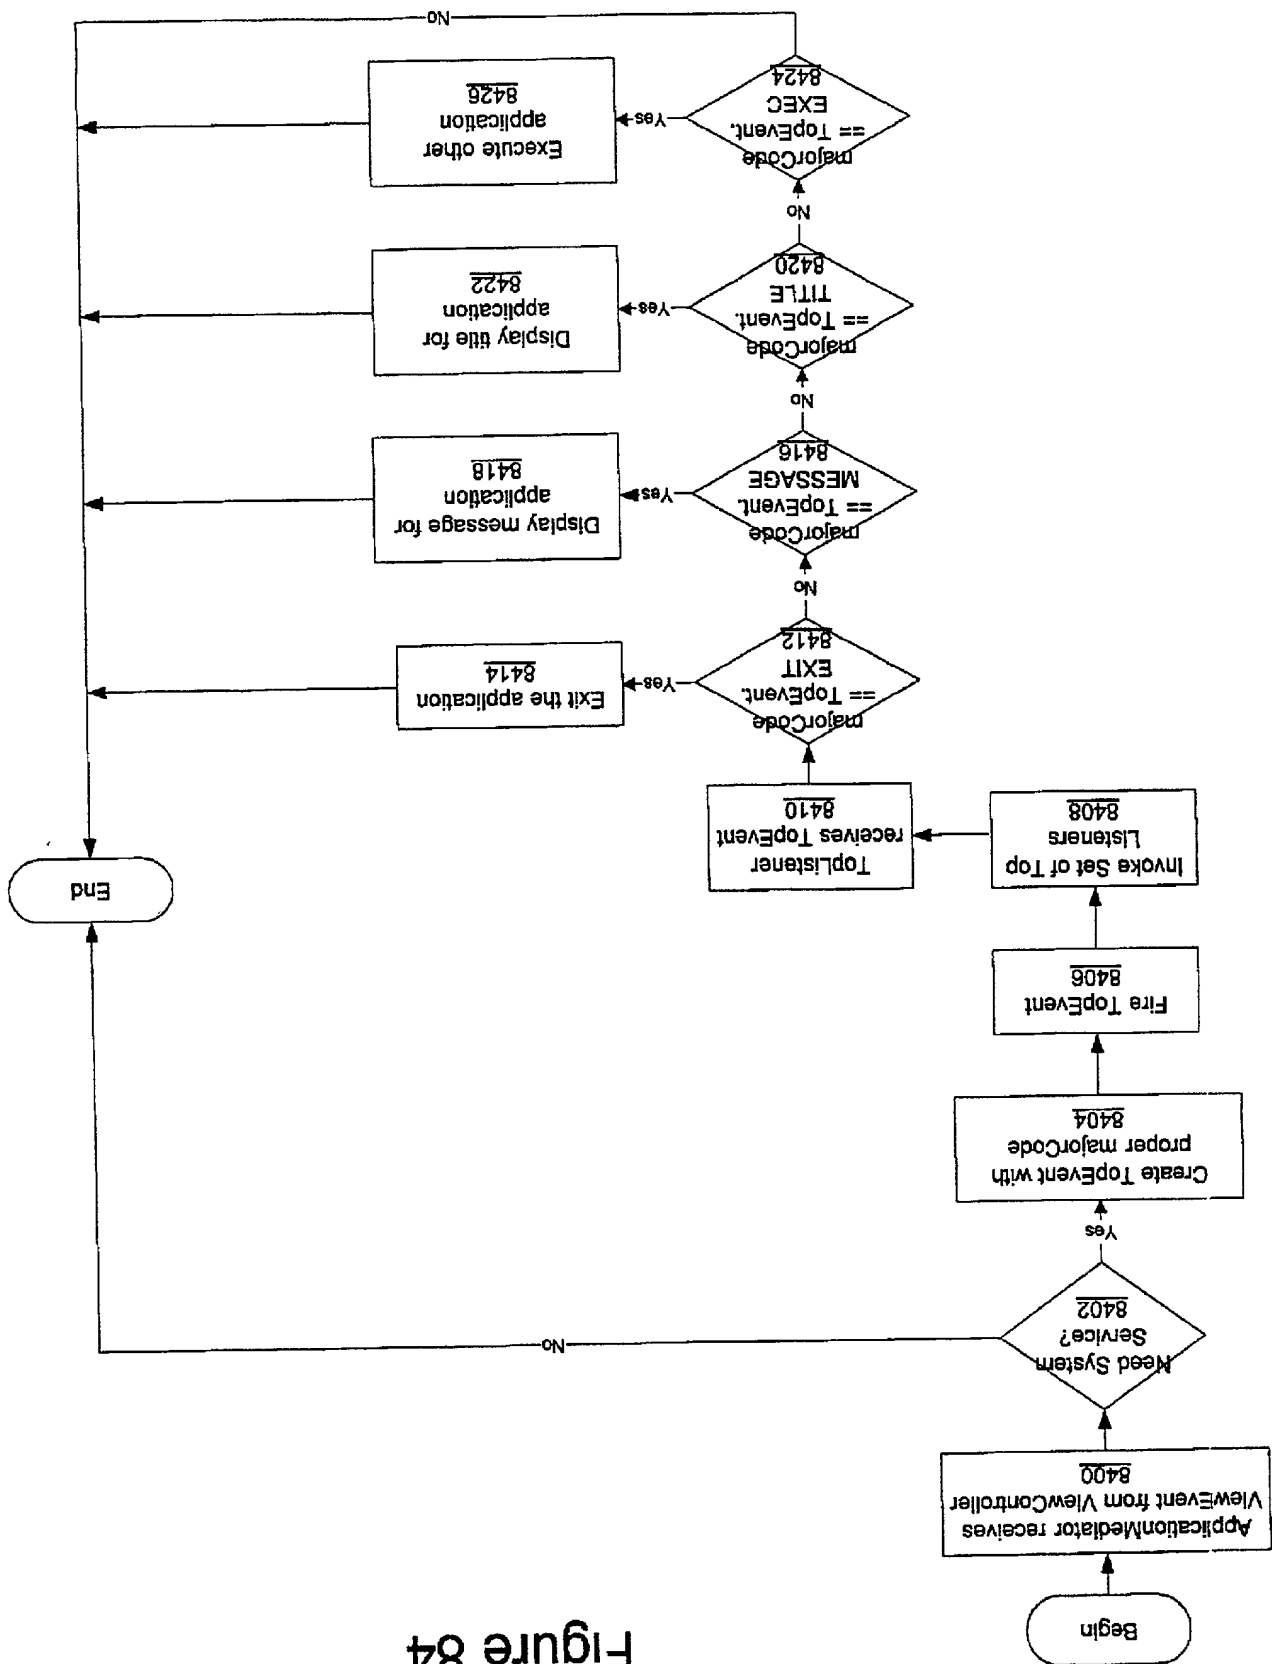 Figure 84
Begin
ApplicationMediator receives
ViewEvent from ViewController
8400
Need System
Service?
8402
No
Yes
Create TopEvent with
proper majorCode
8404
Fire TopEvent
8406
End
Invoke Set of Top
Listeners
8408
TopListener
receives TopEvent
8410
majorCode
== TopEvent.
EXIT
8412
Yes
Exit the application
8414
No
majorCode
== TopEvent.
MESSAGE
8416
Yes
Display message for
application
8418
No
majorCode
== TopEvent.
TITLE
8420
Yes
Display title for
application
8422
No
majorCode
== TopEvent.
EXEC
8424
Yes
Execute other
application
8426
No